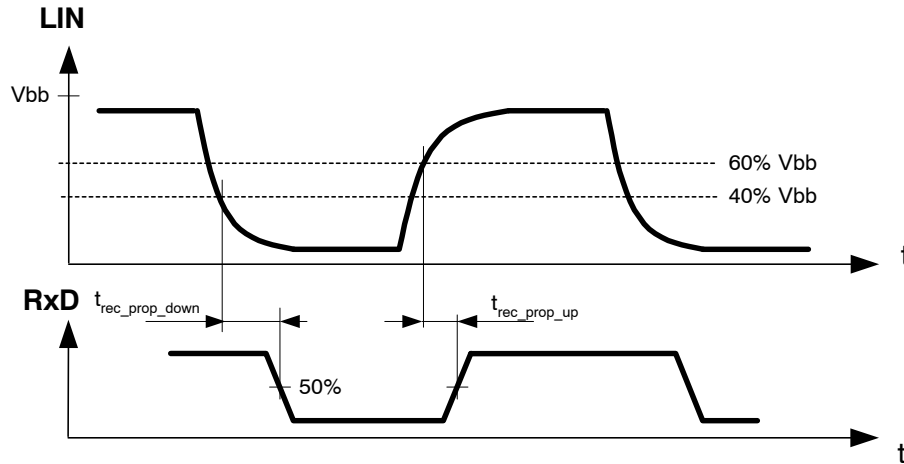 LIN
Vbb
60% Vbb
40% Vbb
t
RxD
t_rec_prop_down
t_rec_prop_up
50%
t